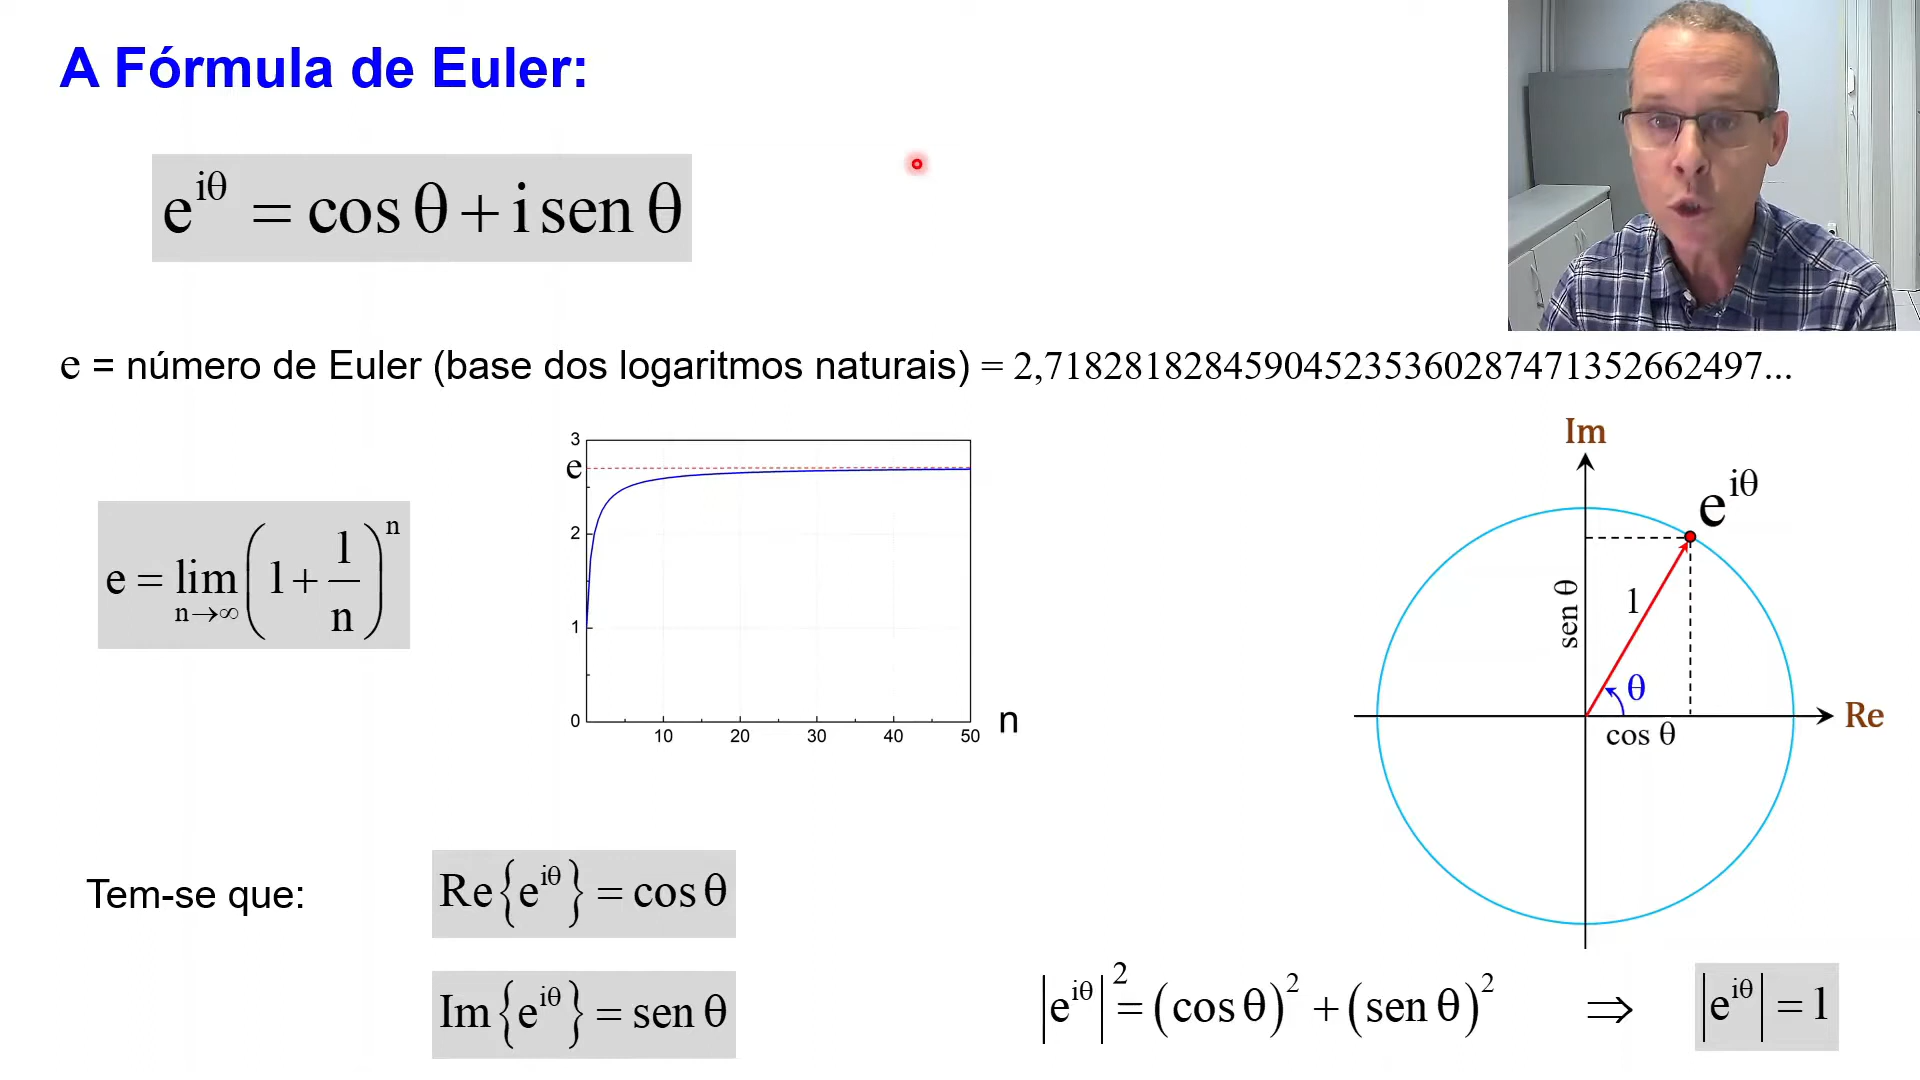 A Fórmula de Euler:
e^{iθ} = cos θ + i sen θ
e = número de Euler (base dos logaritmos naturais) = 2,718281828459045235360287471352662497...
e = lim_{n→∞} (1 + 1/n)^n
3
e
2
1
0
10 20 30 40 50
n
Im
e^{iθ}
sen θ
1
θ
Re
cos θ
Tem-se que:
Re{e^{iθ}} = cos θ
Im{e^{iθ}} = sen θ
|e^{iθ}|^2 = (cos θ)^2 + (sen θ)^2 ⇒ |e^{iθ}| = 1